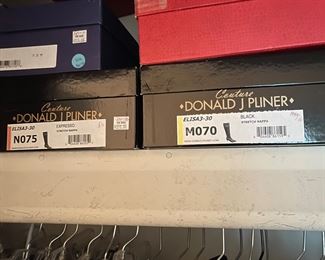 Couture
DONALD J PLINER
ELISA3-30
EXPRESSO
STRETCH NAPPA
N075
Couture
DONALD J PLINER
ELISA3-30
BLACK
STRETCH NAPPA
M070